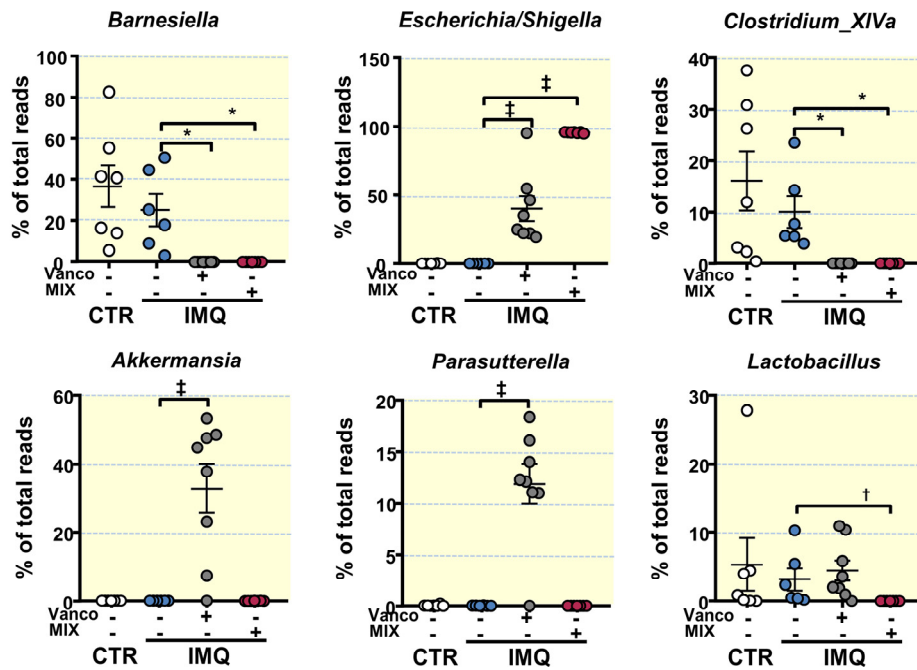 Barnesiella
% of total reads
100
80
60
40
20
0
*
*
Vanco - - + -
MIX - - - +
CTR IMQ
Escherichia/Shigella
% of total reads
150
100
50
0
‡
‡
Vanco - - + -
MIX - - - +
CTR IMQ
Clostridium_XIVa
% of total reads
40
30
20
10
0
*
*
Vanco - - + -
MIX - - - +
CTR IMQ
Akkermansia
% of total reads
60
40
20
0
‡
Vanco - - + -
MIX - - - +
CTR IMQ
Parasutterella
% of total reads
20
15
10
5
0
‡
Vanco - - + -
MIX - - - +
CTR IMQ
Lactobacillus
% of total reads
30
20
10
0
†
Vanco - - + -
MIX - - - +
CTR IMQ